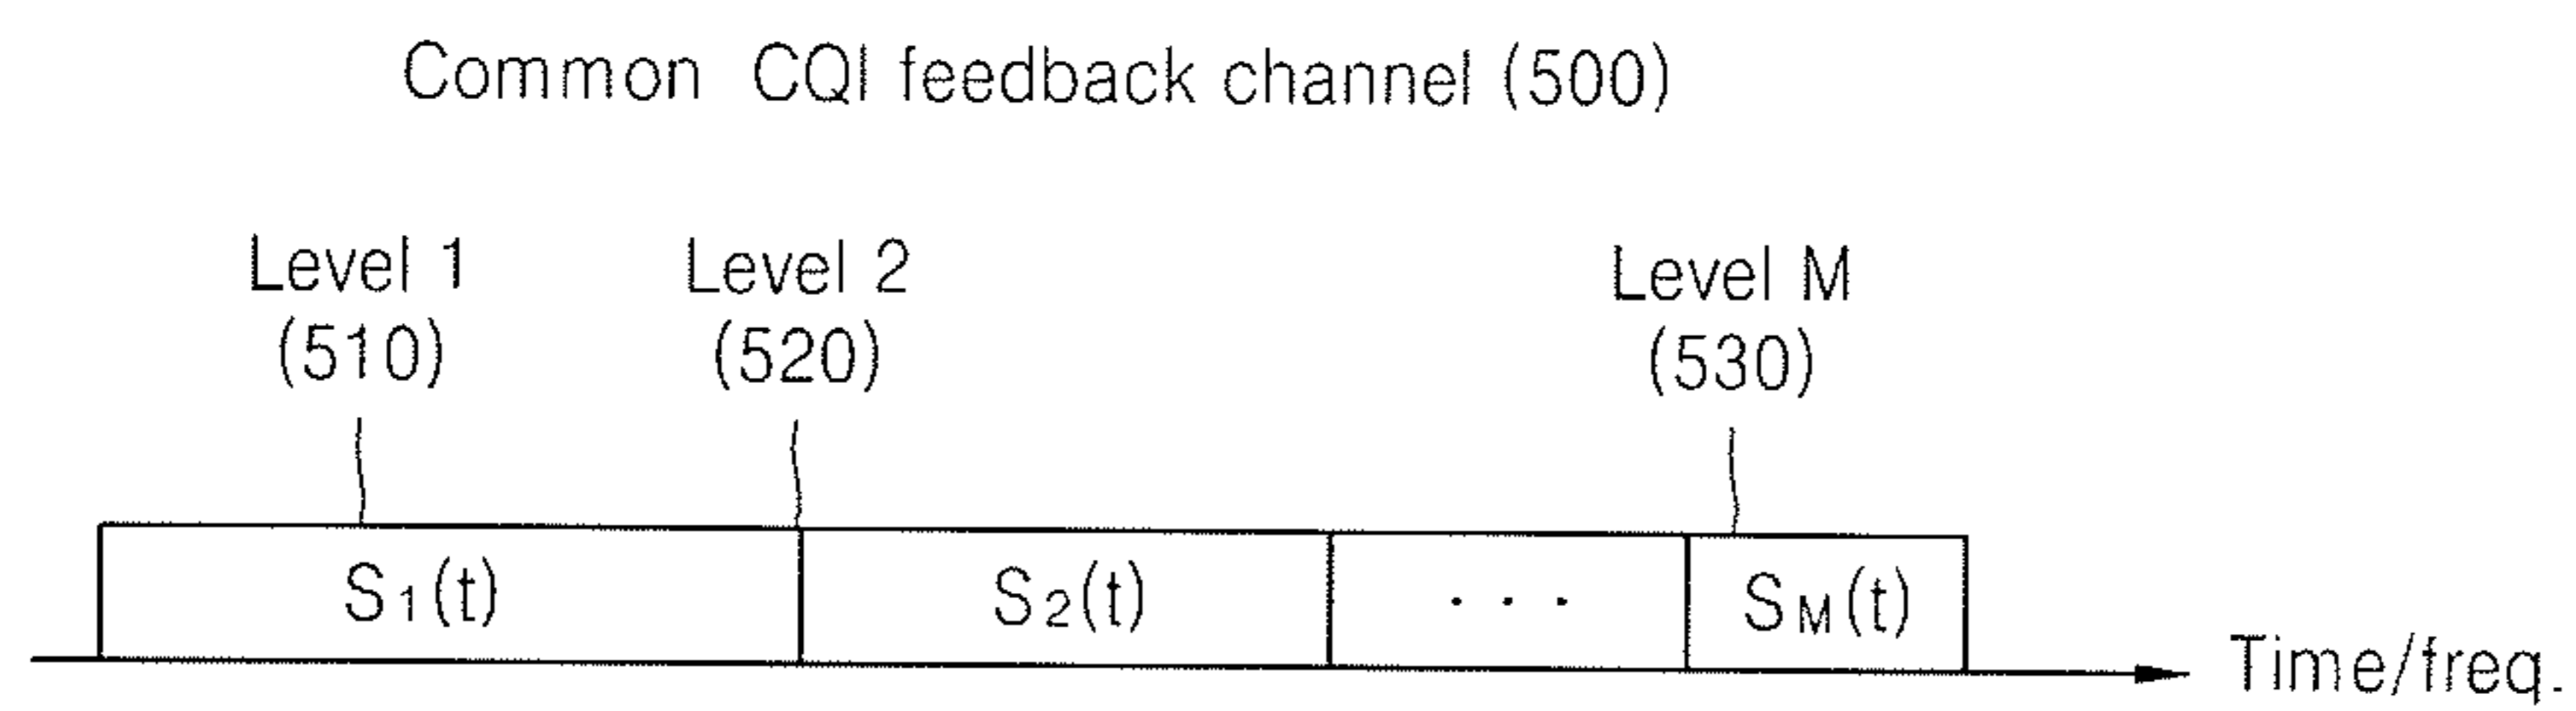 Common CQI feedback channel (500)
Level 1 Level 2 Level M
(510) (520) (530)
S1(t) S2(t) · · · SM(t)
Time/freq.